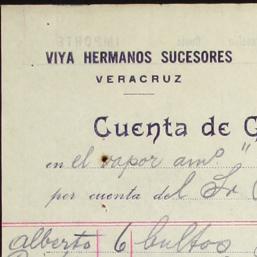 VIYA HERMANOS SUCESORES
VERACRUZ
Cuenta de G
en el vapor amº "
por cuenta del Sr
Alberto 6 bultos